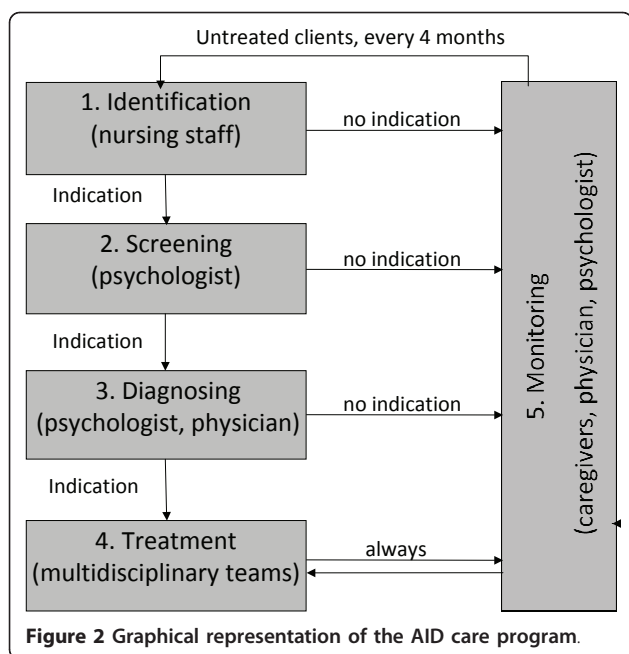 Untreated clients, every 4 months
1. Identification
(nursing staff)
no indication
Indication
2. Screening
(psychologist)
no indication
Indication
3. Diagnosing
(psychologist, physician)
no indication
Indication
4. Treatment
(multidisciplinary teams)
always
5. Monitoring
(caregivers, physician, psychologist)
Figure 2 Graphical representation of the AID care program.